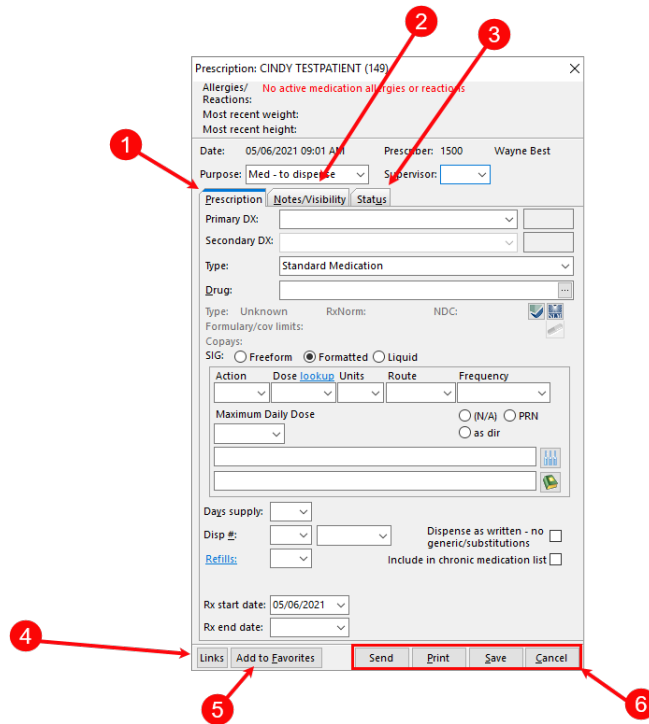 2
3
Prescription: CINDY TESTPATIENT (149)
Allergies/ No active medication allergies or reactions
Reactions:
Most recent weight:
Most recent height:
1
Date: 05/06/2021 09:01 AM Prescriber: 1500 Wayne Best
Purpose: Med - to dispense Supervisor:
Prescription Notes/Visibility Status
Primary DX:
Secondary DX:
Type: Standard Medication
Drug: ...
Type: Unknown RxNorm: NDC:
Formulary/cov limits:
Copays:
SIG: Freeform Formatted Liquid
Action Dose lookup Units Route Frequency
Maximum Daily Dose (N/A) PRN
as dir
Days supply:
Disp #: Dispense as written - no
generic/substitutions
Refills: Include in chronic medication list
Rx start date: 05/06/2021
Rx end date:
4
Links Add to Favorites Send Print Save Cancel
5
6